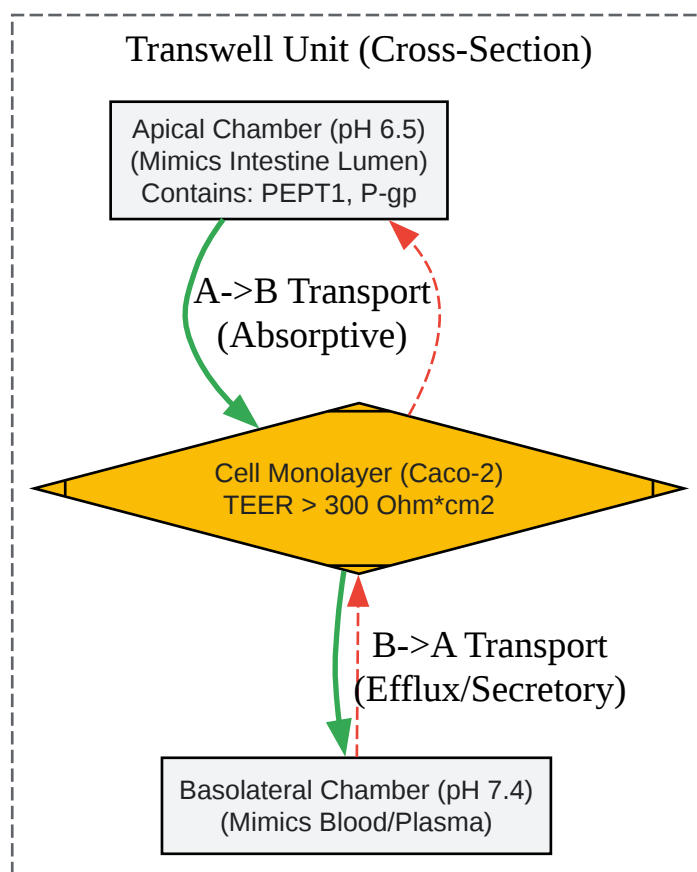 Transwell Unit (Cross-Section)
Apical Chamber (pH 6.5)
(Mimics Intestine Lumen)
Contains: PEPT1, P-gp
A->B Transport
(Absorptive)
Cell Monolayer (Caco-2)
TEER > 300 Ohm*cm2
B->A Transport
(Efflux/Secretory)
Basolateral Chamber (pH 7.4)
(Mimics Blood/Plasma)